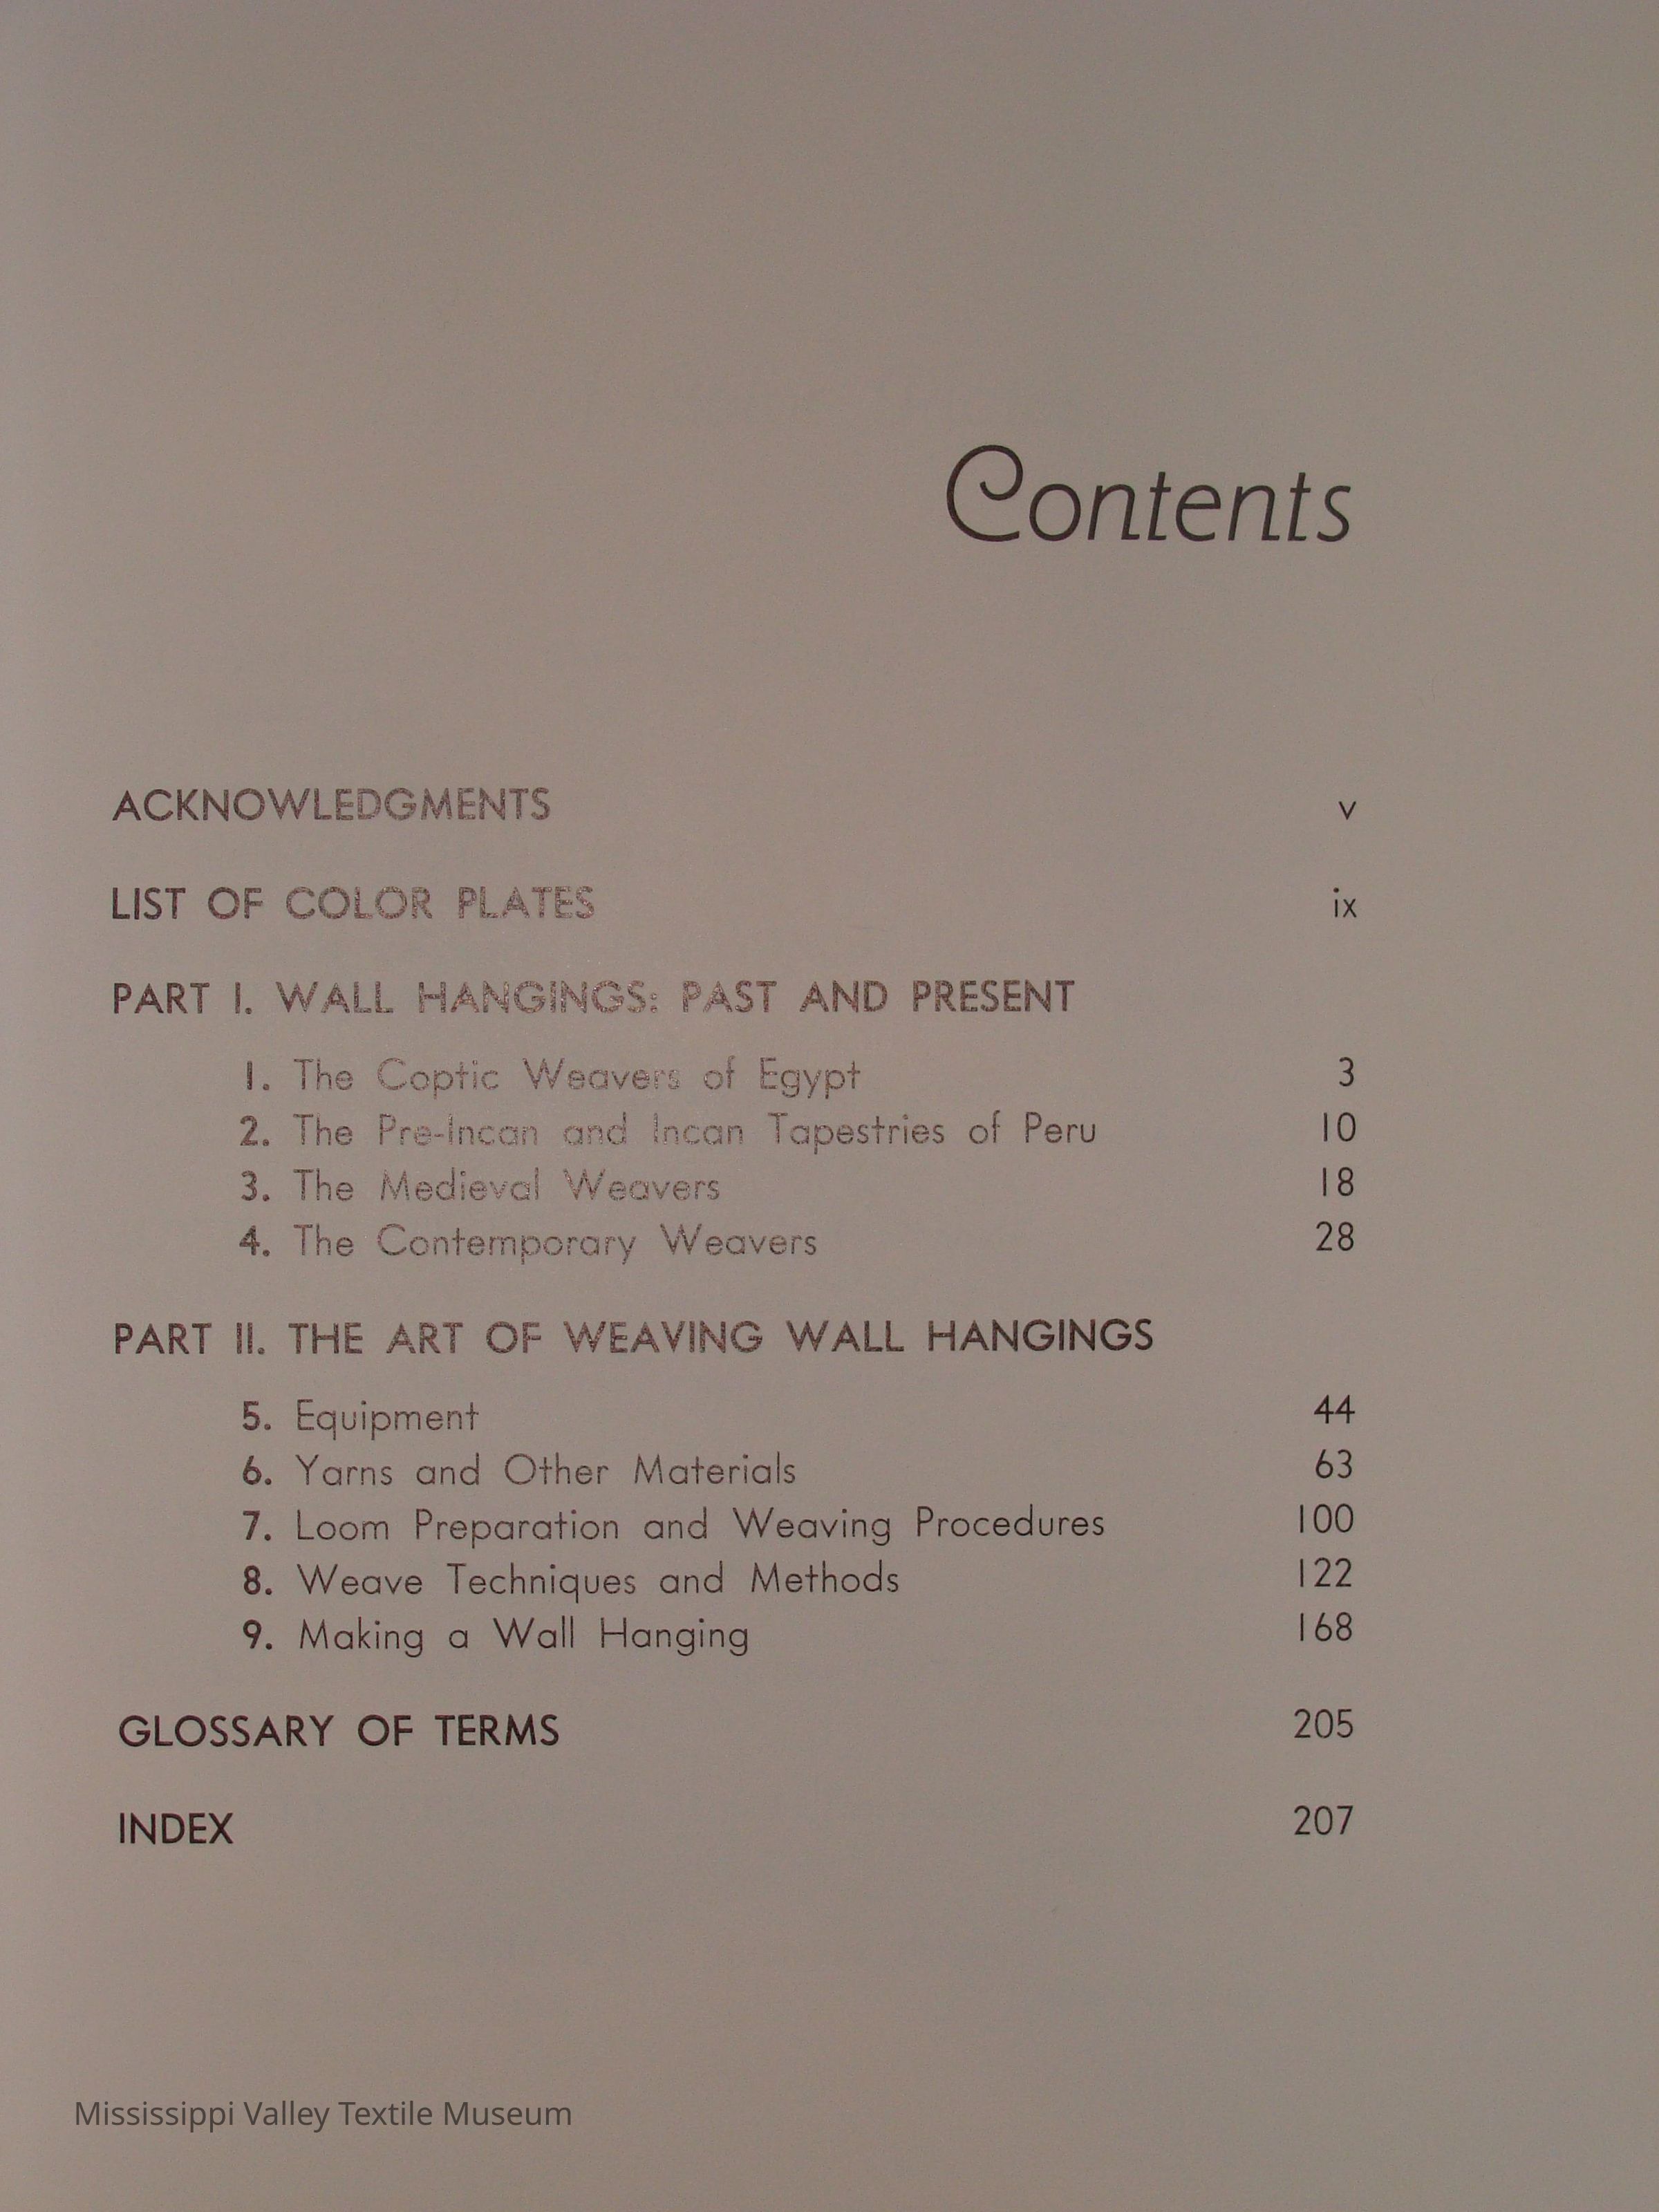 Contents
ACKNOWLEDGMENTS v
LIST OF COLOR PLATES ix
PART I. WALL HANGINGS: PAST AND PRESENT
1. The Coptic Weavers of Egypt 3
2. The Pre-Incan and Incan Tapestries of Peru 10
3. The Medieval Weavers 18
4. The Contemporary Weavers 28
PART II. THE ART OF WEAVING WALL HANGINGS
5. Equipment 44
6. Yarns and Other Materials 63
7. Loom Preparation and Weaving Procedures 100
8. Weave Techniques and Methods 122
9. Making a Wall Hanging 168
GLOSSARY OF TERMS 205
INDEX 207
Mississippi Valley Textile Museum